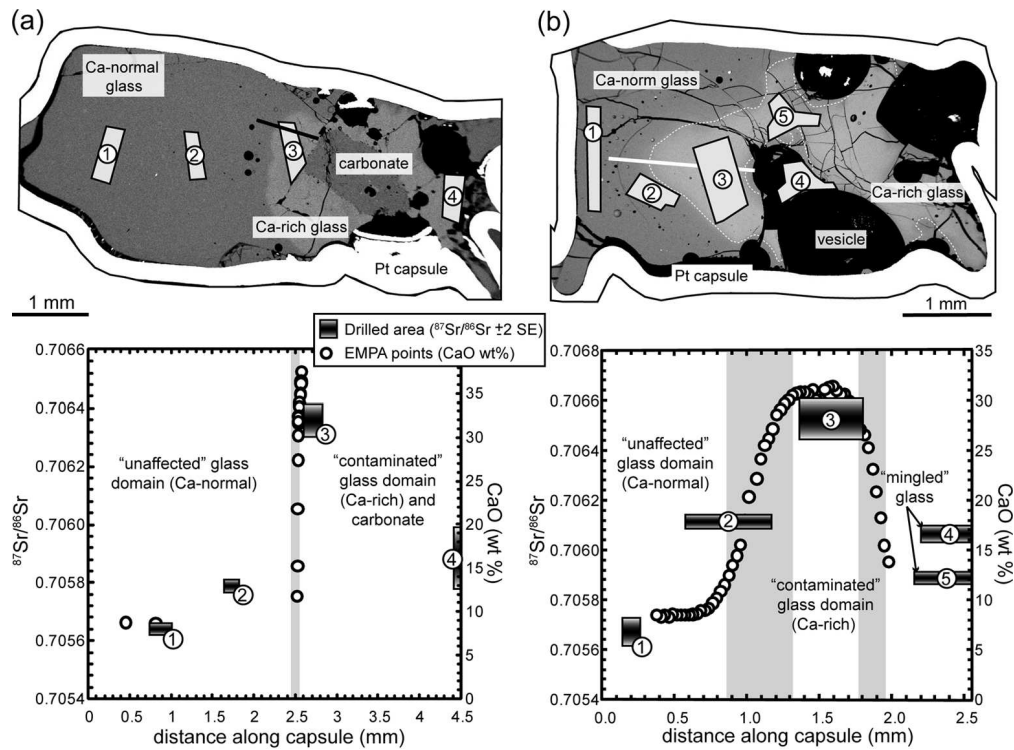 (a)
Ca-normal
glass
1
2
3
carbonate
4
Ca-rich glass
Pt capsule
1 mm
(b)
Ca-norm glass
1
5
2
3
4
Ca-rich glass
vesicle
Pt capsule
1 mm
Drilled area (⁸⁷Sr/⁸⁶Sr ±2 SE)
EMPA points (CaO wt%)
0.7066
0.7064
0.7062
0.7060
0.7058
0.7056
0.7054
⁸⁷Sr/⁸⁶Sr
"unaffected" glass
domain (Ca-normal)
"contaminated"
glass domain
(Ca-rich) and
carbonate
1
2
3
4
35
30
25
20
15
10
5
0
CaO (wt %)
0
0.5
1.0
1.5
2.0
2.5
3.0
3.5
4.0
4.5
distance along capsule (mm)
0.7068
0.7066
0.7064
0.7062
0.7060
0.7058
0.7056
0.7054
⁸⁷Sr/⁸⁶Sr
"unaffected"
glass domain
(Ca-normal)
"contaminated"
glass domain
(Ca-rich)
"mingled"
glass
1
2
3
4
5
35
30
25
20
15
10
5
0
CaO (wt %)
0.0
0.5
1.0
1.5
2.0
2.5
distance along capsule (mm)